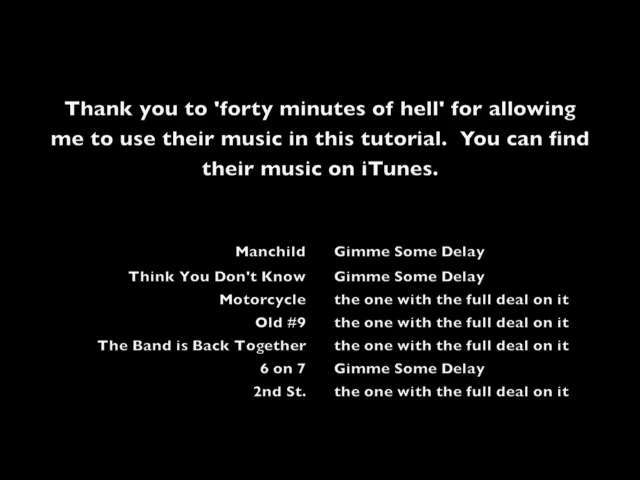 Thank you to 'forty minutes of hell' for allowing
me to use their music in this tutorial.  You can find
their music on iTunes.
Manchild Gimme Some Delay
Think You Don't Know Gimme Some Delay
Motorcycle the one with the full deal on it
Old #9 the one with the full deal on it
The Band is Back Together the one with the full deal on it
6 on 7 Gimme Some Delay
2nd St. the one with the full deal on it